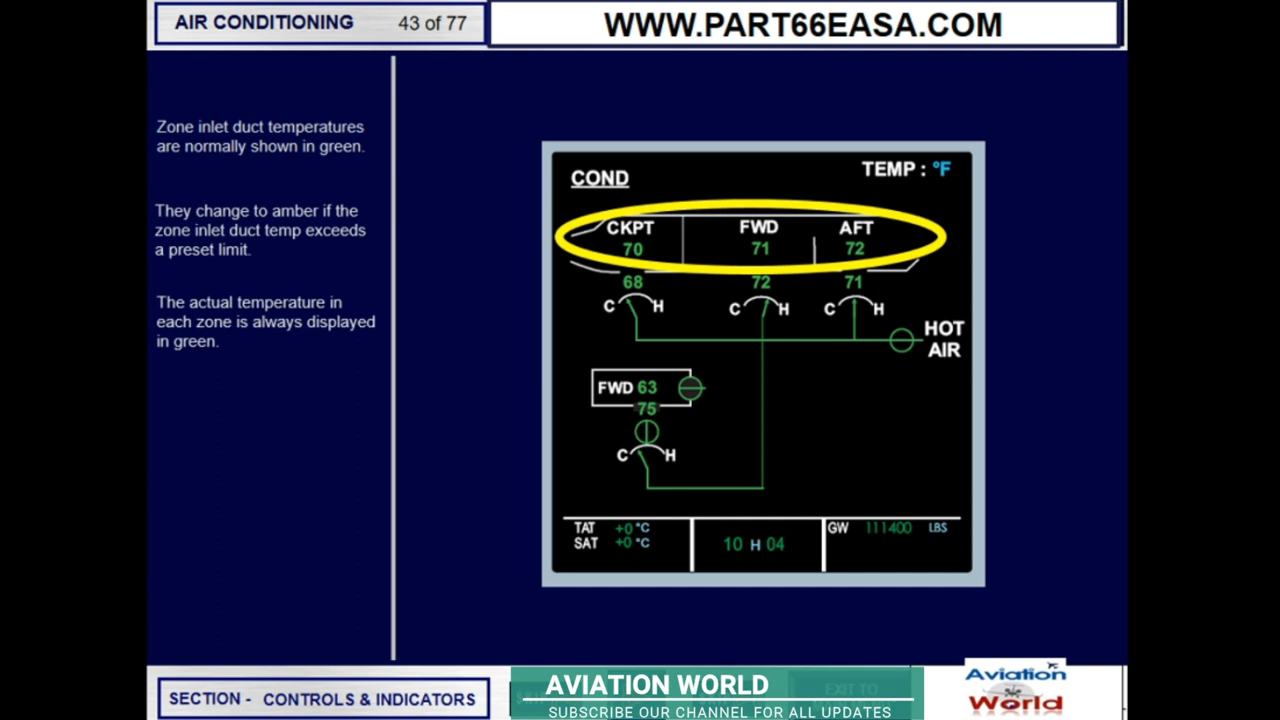 AIR CONDITIONING 43 of 77
WWW.PART66EASA.COM
Zone inlet duct temperatures
are normally shown in green.
They change to amber if the
zone inlet duct temp exceeds
a preset limit.
The actual temperature in
each zone is always displayed
in green.
COND
TEMP : °F
CKPT FWD AFT
70 71 72
68 72 71
C H C H C H
HOT
AIR
FWD 63
75
C H
TAT +0 °C
SAT +0 °C
10 H 04
GW 111400 LBS
SECTION - CONTROLS & INDICATORS
EXIT TO
AVIATION WORLD
SUBSCRIBE OUR CHANNEL FOR ALL UPDATES
Aviation
World